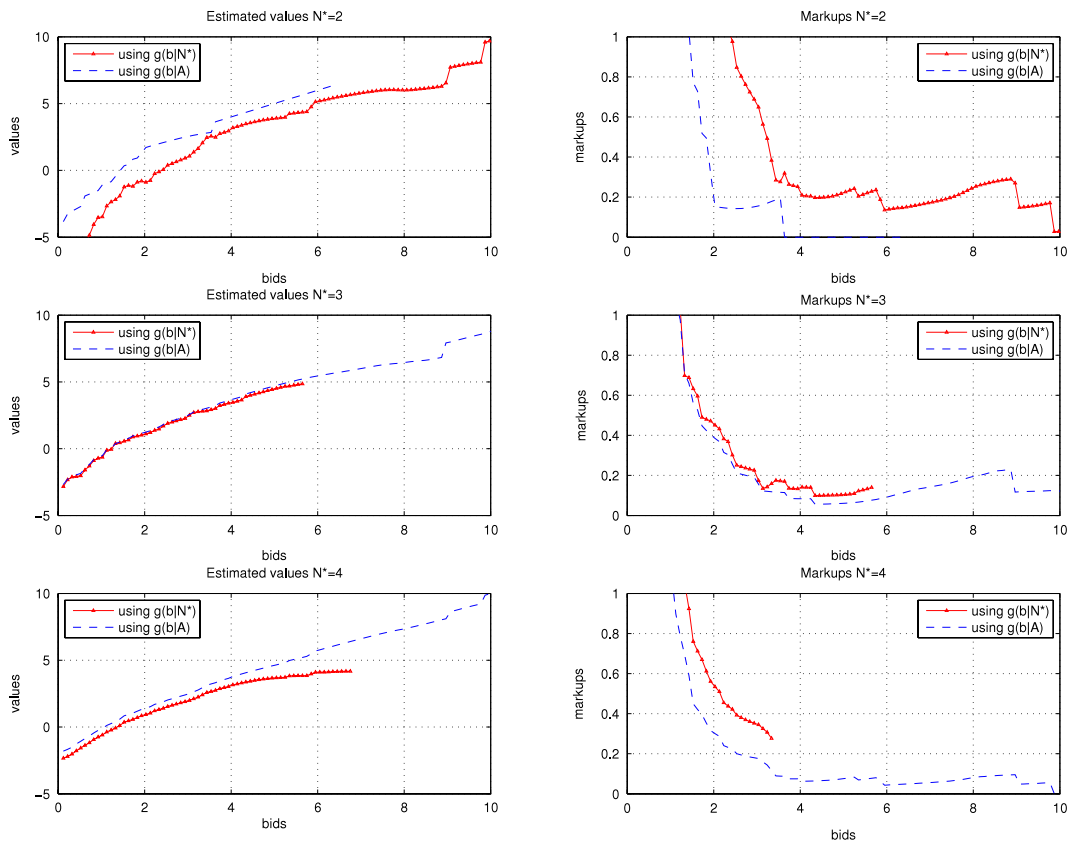 Estimated values N*=2
10
5
0
−5
values
using g(b|N*)
using g(b|A)
0
2
4
6
8
10
bids
Markups N*=2
1
0.8
0.6
0.4
0.2
0
markups
using g(b|N*)
using g(b|A)
0
2
4
6
8
10
bids
Estimated values N*=3
10
5
0
−5
values
using g(b|N*)
using g(b|A)
0
2
4
6
8
10
bids
Markups N*=3
1
0.8
0.6
0.4
0.2
0
markups
using g(b|N*)
using g(b|A)
0
2
4
6
8
10
bids
Estimated values N*=4
10
5
0
−5
values
using g(b|N*)
using g(b|A)
0
2
4
6
8
10
bids
Markups N*=4
1
0.8
0.6
0.4
0.2
0
markups
using g(b|N*)
using g(b|A)
0
2
4
6
8
10
bids